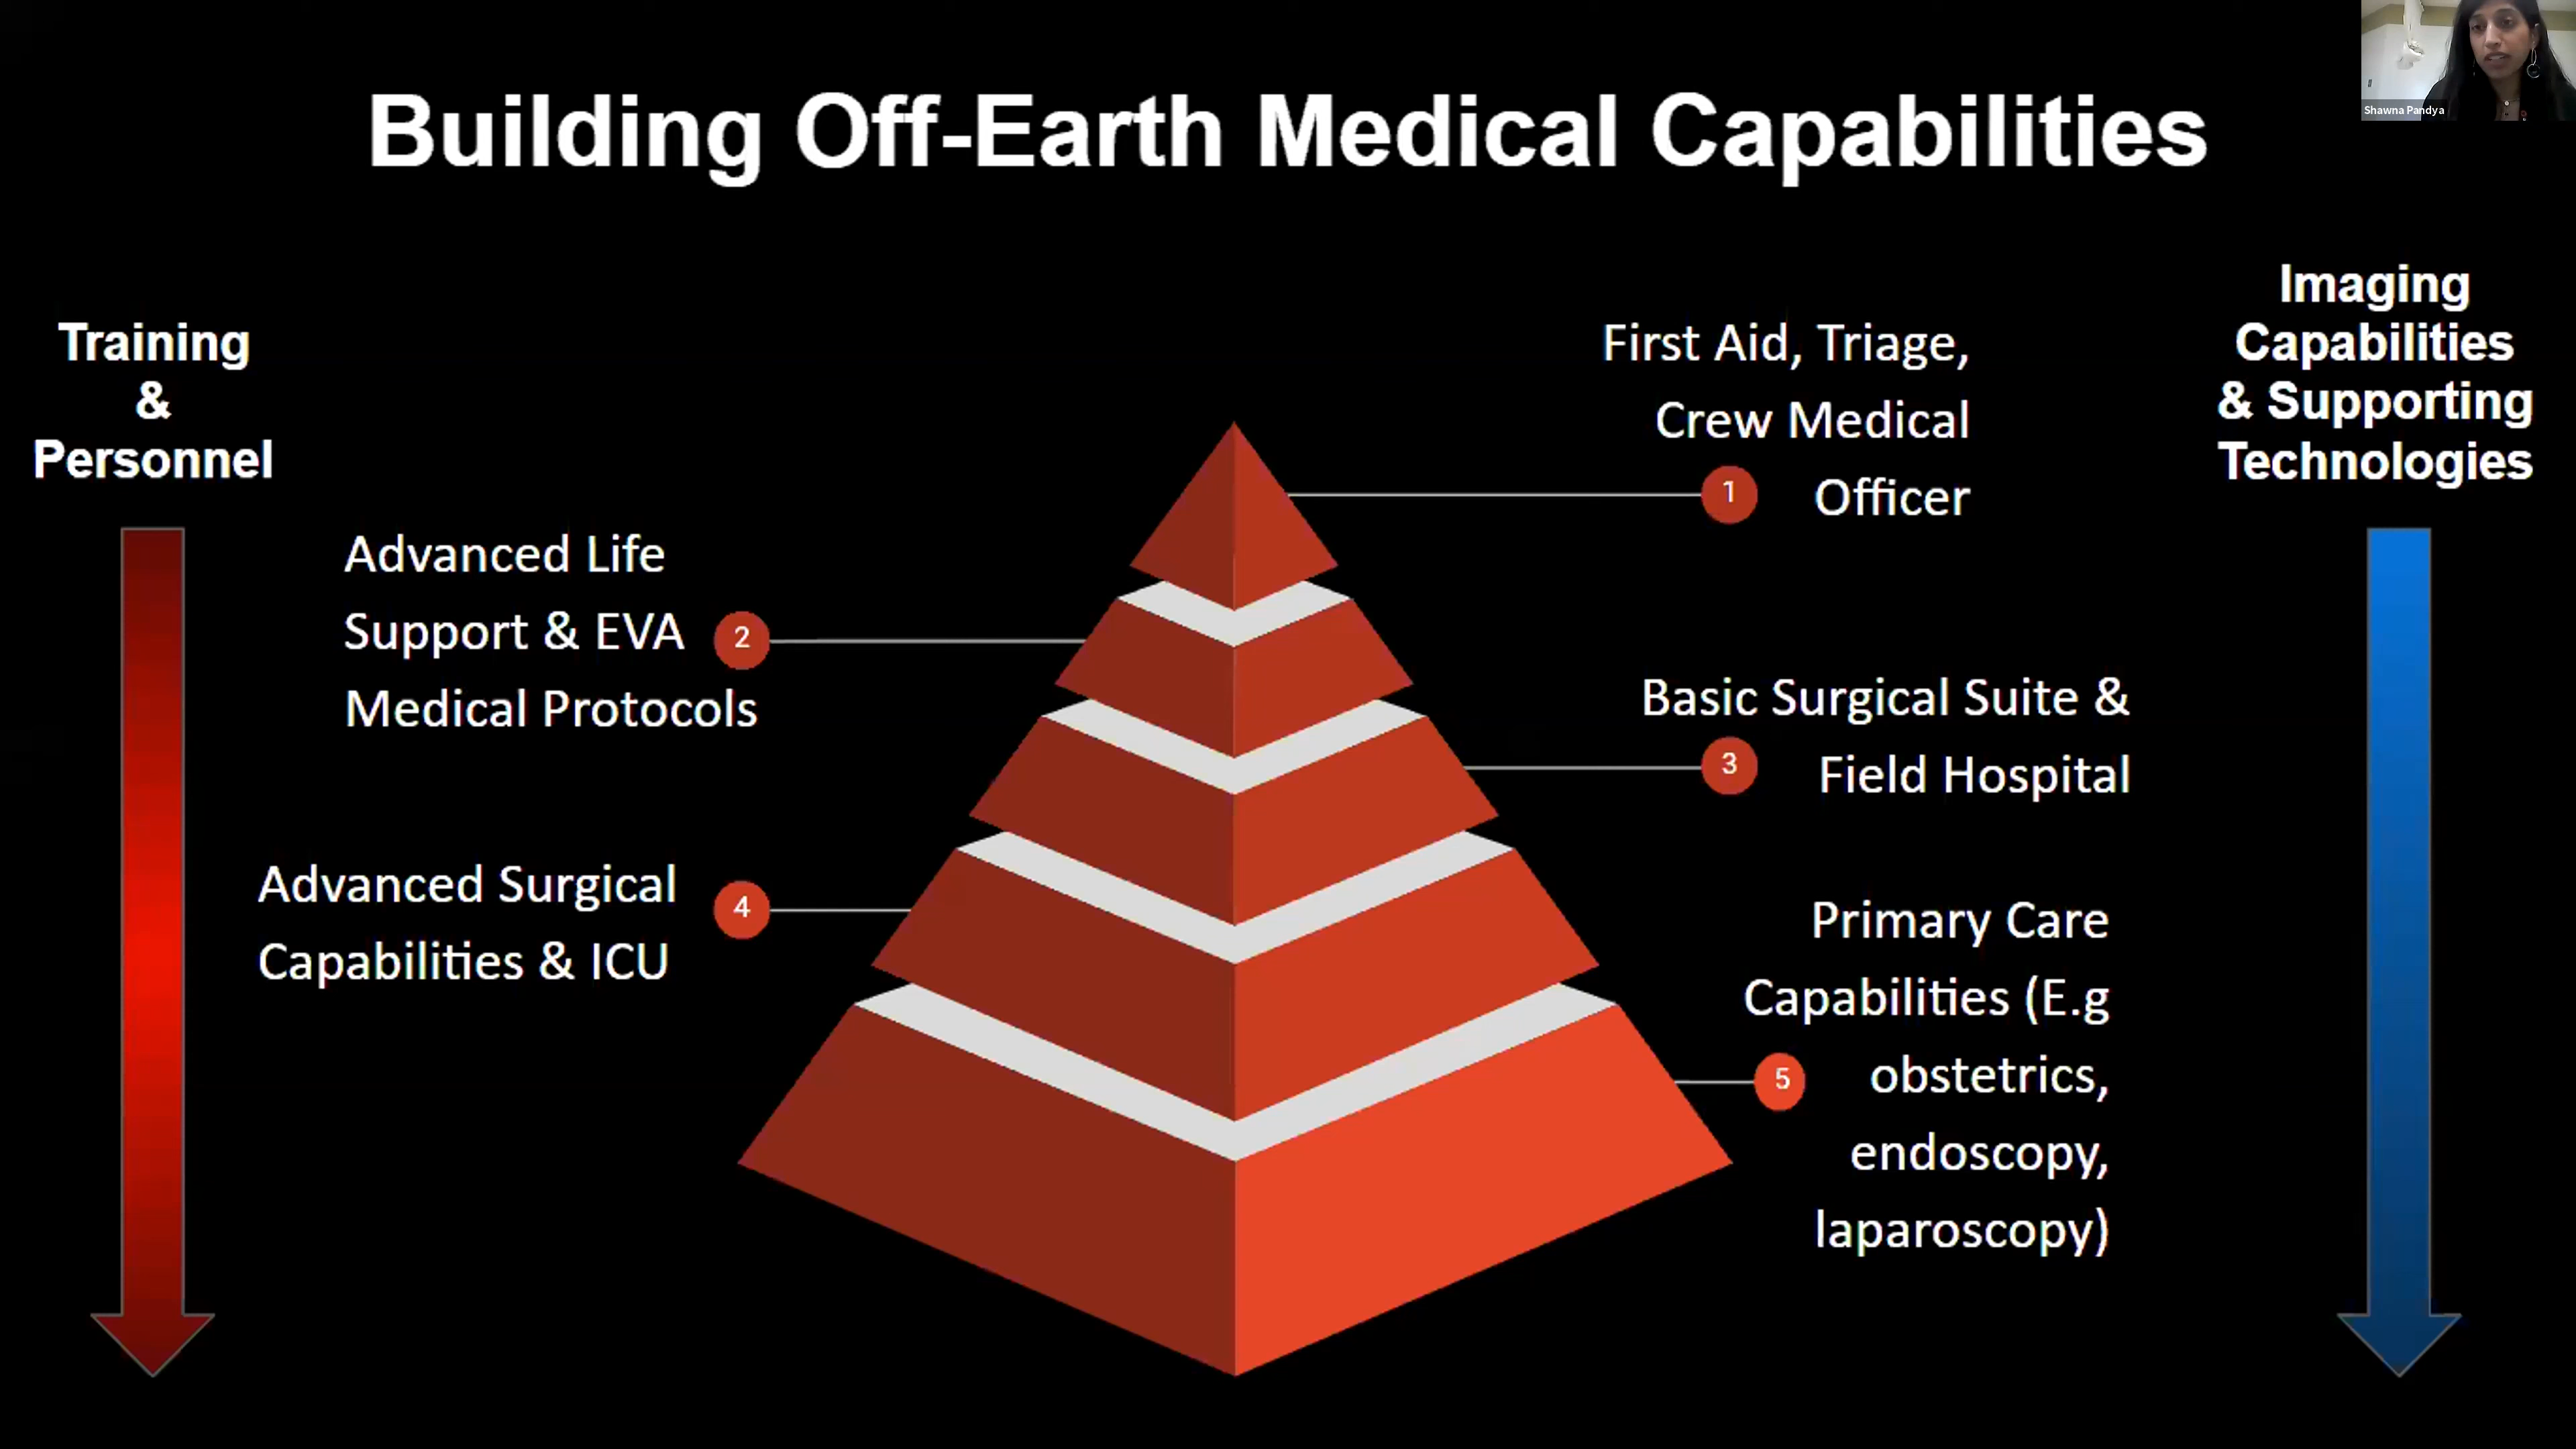 Building Off-Earth Medical Capabilities
Shawna Pandya
Training
&
Personnel
Imaging
Capabilities
& Supporting
Technologies
First Aid, Triage,
Crew Medical
Officer
1
Advanced Life
Support & EVA
Medical Protocols
2
Basic Surgical Suite &
Field Hospital
3
Advanced Surgical
Capabilities & ICU
4
Primary Care
Capabilities (E.g
obstetrics,
endoscopy,
laparoscopy)
5